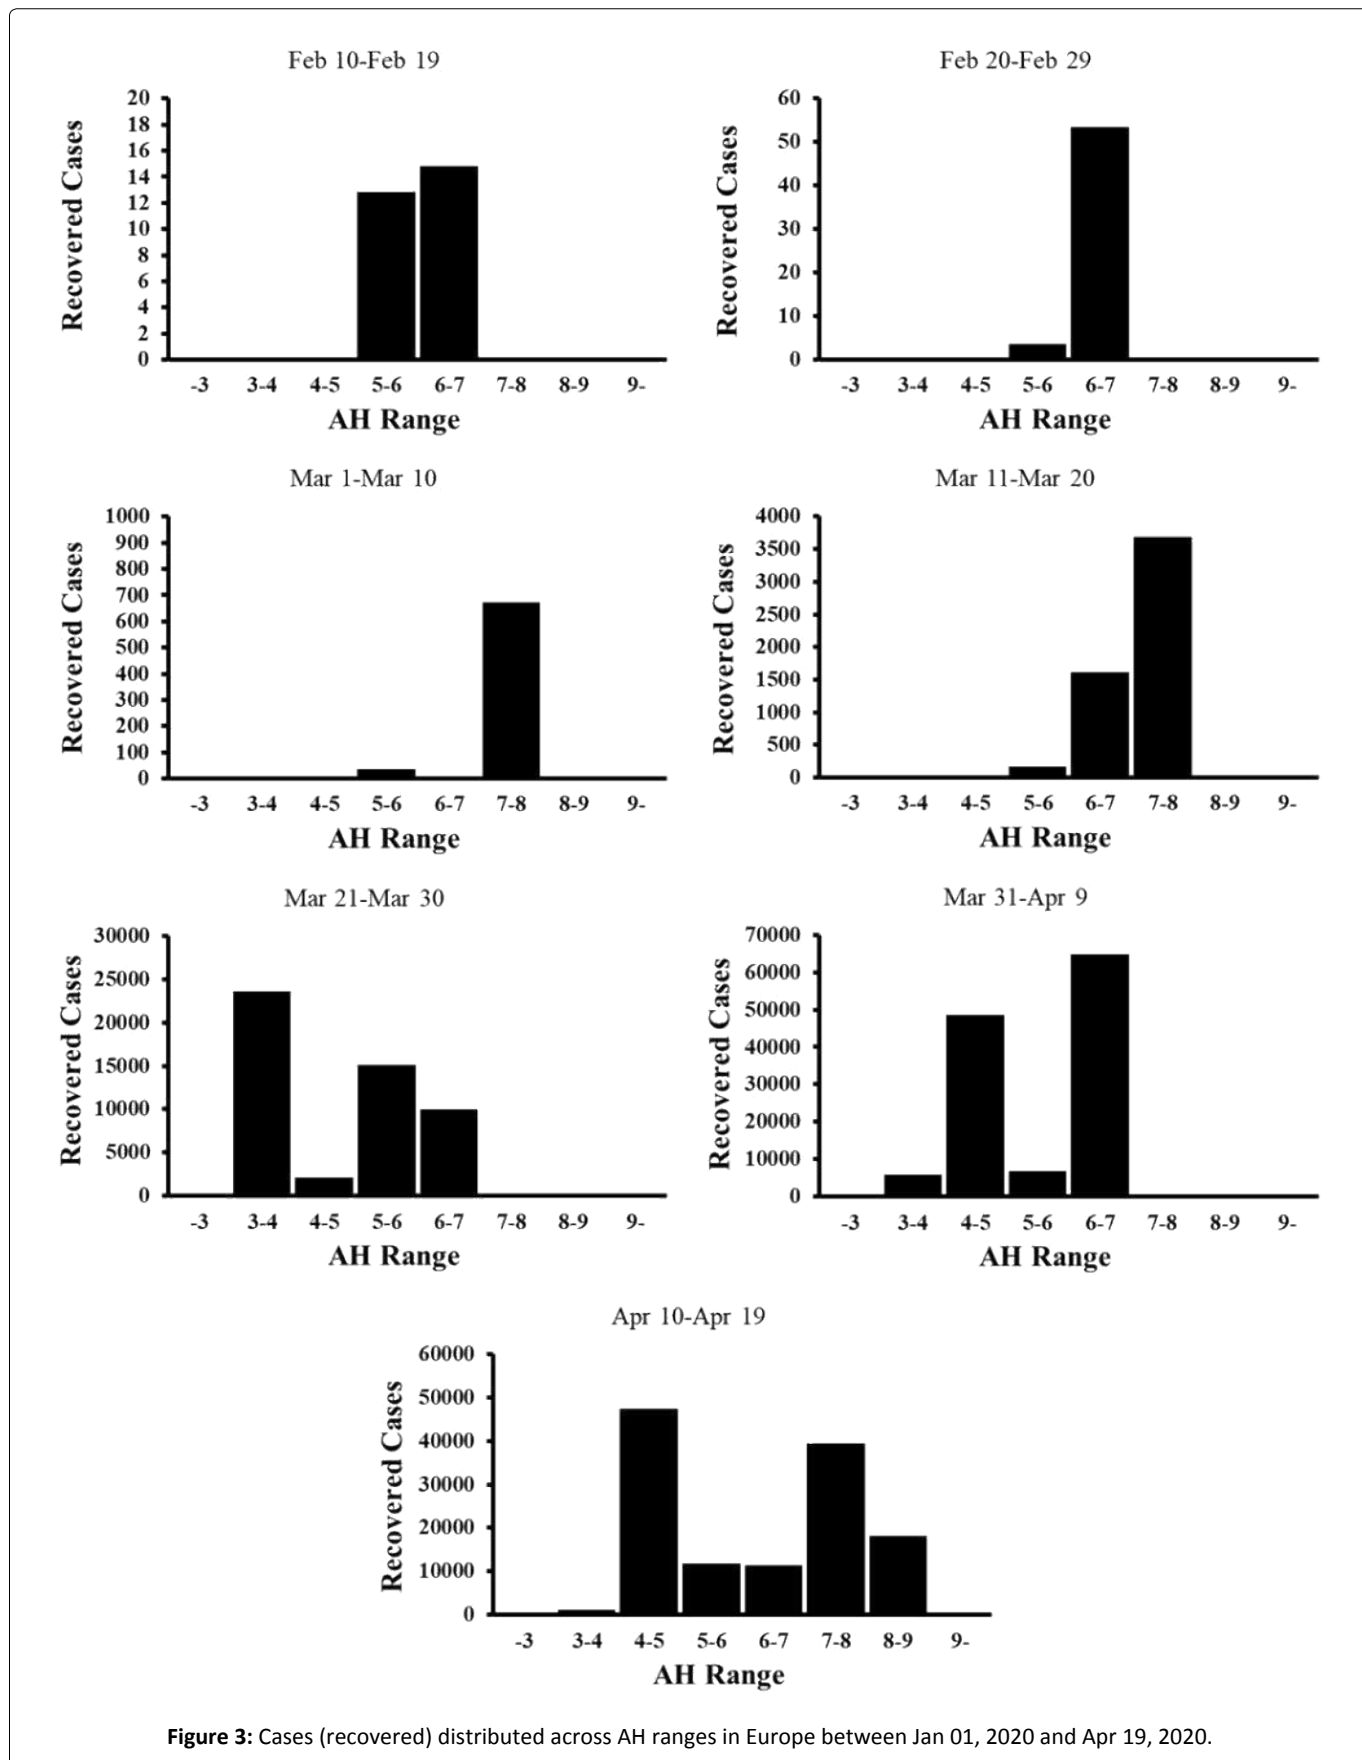 Feb 10-Feb 19
Recovered Cases
20
18
16
14
12
10
8
6
4
2
0
-3 3-4 4-5 5-6 6-7 7-8 8-9 9-
AH Range
Feb 20-Feb 29
Recovered Cases
60
50
40
30
20
10
0
-3 3-4 4-5 5-6 6-7 7-8 8-9 9-
AH Range
Mar 1-Mar 10
Recovered Cases
1000
900
800
700
600
500
400
300
200
100
0
-3 3-4 4-5 5-6 6-7 7-8 8-9 9-
AH Range
Mar 11-Mar 20
Recovered Cases
4000
3500
3000
2500
2000
1500
1000
500
0
-3 3-4 4-5 5-6 6-7 7-8 8-9 9-
AH Range
Mar 21-Mar 30
Recovered Cases
30000
25000
20000
15000
10000
5000
0
-3 3-4 4-5 5-6 6-7 7-8 8-9 9-
AH Range
Mar 31-Apr 9
Recovered Cases
70000
60000
50000
40000
30000
20000
10000
0
-3 3-4 4-5 5-6 6-7 7-8 8-9 9-
AH Range
Apr 10-Apr 19
Recovered Cases
60000
50000
40000
30000
20000
10000
0
-3 3-4 4-5 5-6 6-7 7-8 8-9 9-
AH Range
Figure 3: Cases (recovered) distributed across AH ranges in Europe between Jan 01, 2020 and Apr 19, 2020.